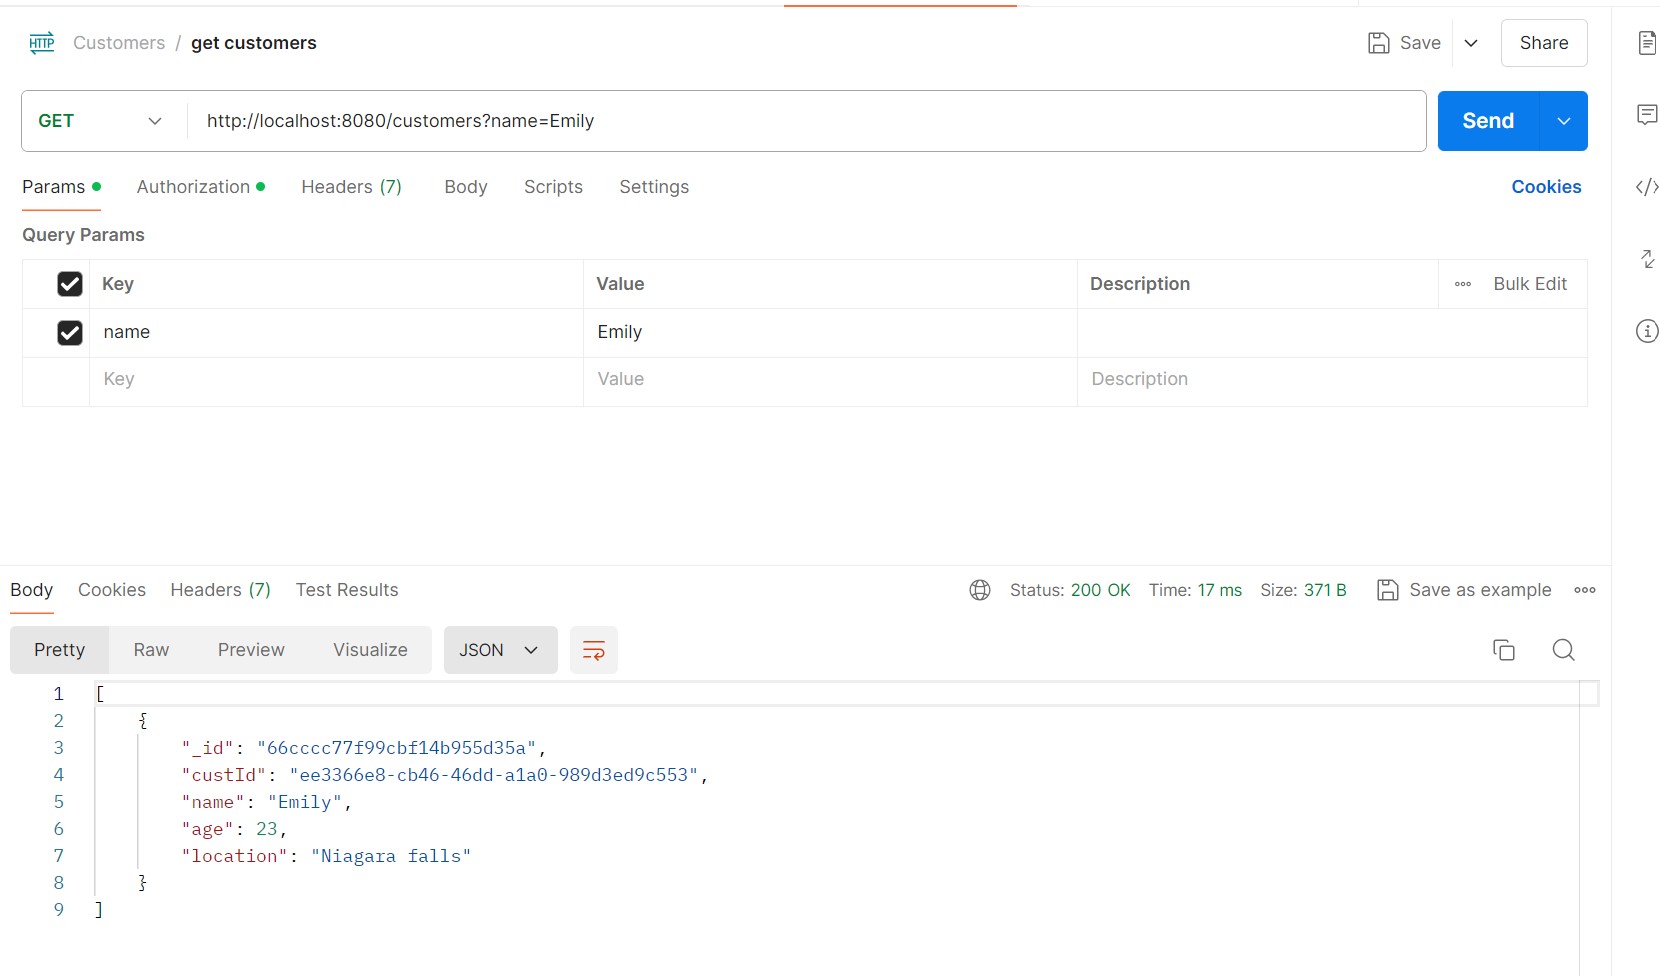 HTTP Customers / get customers Save Share
GET http://localhost:8080/customers?name=Emily Send
Params Authorization Headers (7) Body Scripts Settings Cookies
Query Params
Key Value Description Bulk Edit
name Emily
Key Value Description
Body Cookies Headers (7) Test Results Status: 200 OK Time: 17 ms Size: 371 B Save as example
Pretty Raw Preview Visualize JSON
1 [
2 {
3 "_id": "66cccc77f99cbf14b955d35a",
4 "custId": "ee3366e8-cb46-46dd-a1a0-989d3ed9c553",
5 "name": "Emily",
6 "age": 23,
7 "location": "Niagara falls"
8 }
9 ]